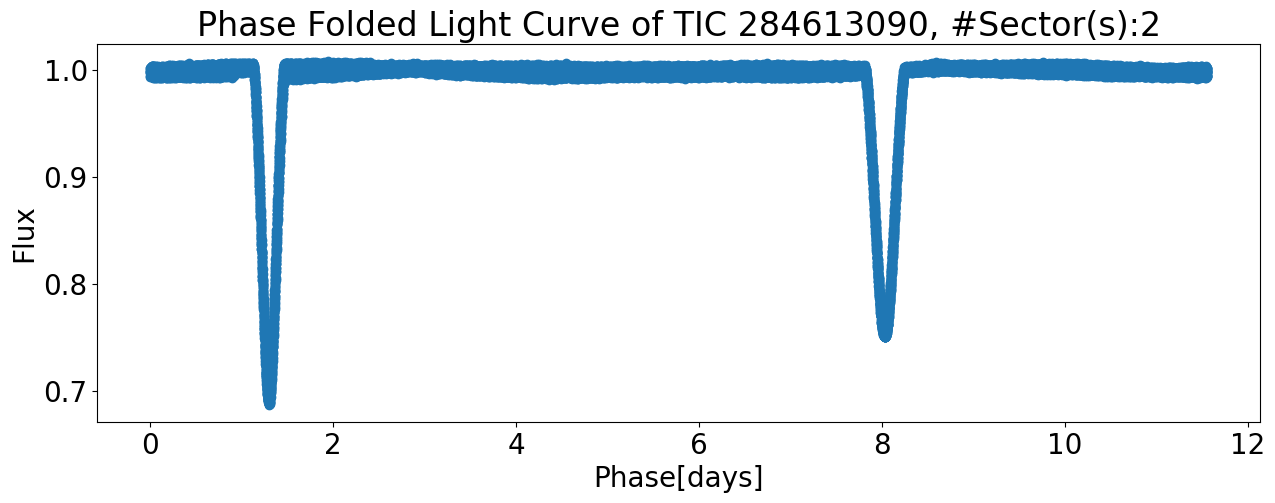 Phase Folded Light Curve of TIC 284613090, #Sector(s):2
1.0
0.9
0.8
0.7
Flux
0 2 4 6 8 10 12
Phase[days]